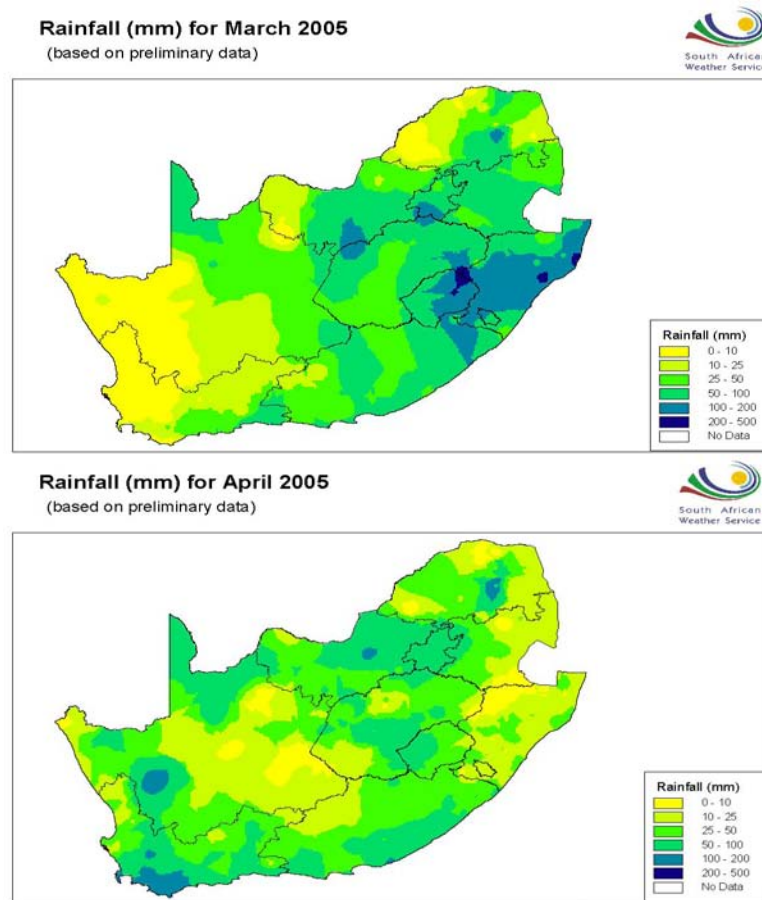 Rainfall (mm) for March 2005
(based on preliminary data)
South African
Weather Service
Rainfall (mm)
0 - 10
10 - 25
25 - 50
50 - 100
100 - 200
200 - 500
No Data
Rainfall (mm) for April 2005
(based on preliminary data)
South African
Weather Service
Rainfall (mm)
0 - 10
10 - 25
25 - 50
50 - 100
100 - 200
200 - 500
No Data